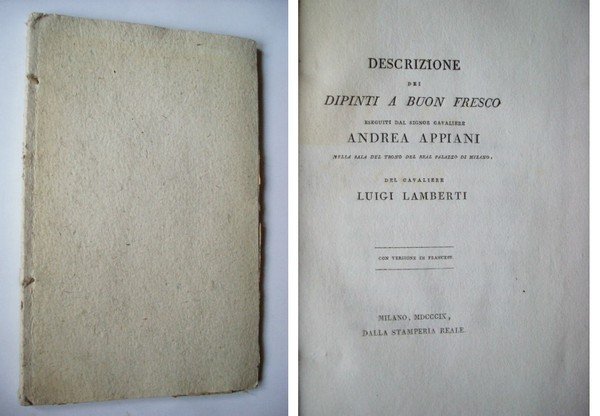 DESCRIZIONE
DEI
DIPINTI A BUON FRESCO
ESEGUITI DAL SIGNOR CAVALIERE
ANDREA APPIANI
NELLA SALA DEL TRONO DEL REAL PALAZZO DI MILANO,
DEL CAVALIERE
LUIGI LAMBERTI
CON VERSIONE IN FRANCESE.
MILANO, MDCCCIX,
DALLA STAMPERIA REALE.